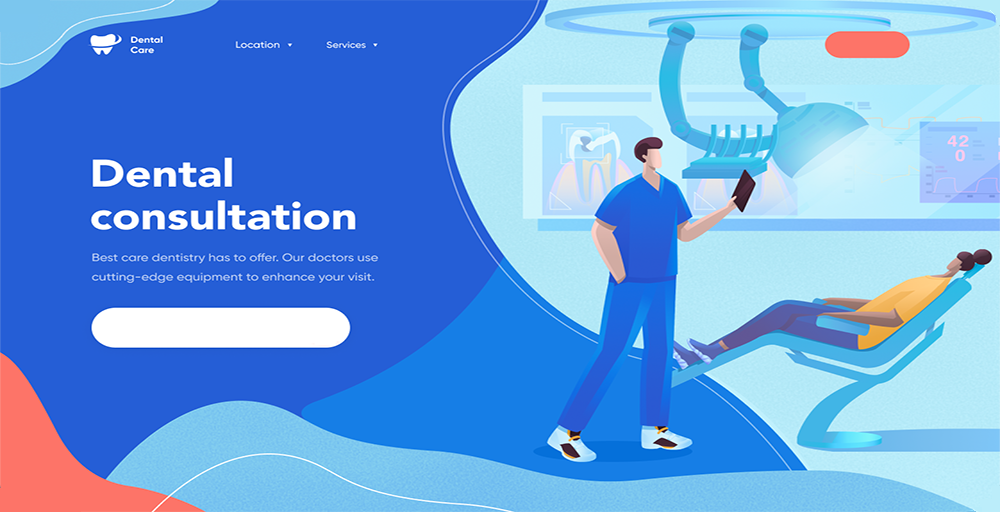 Dental
Care
Location
Services
Dental
consultation
Best care dentistry has to offer. Our doctors use
cutting-edge equipment to enhance your visit.
42
0